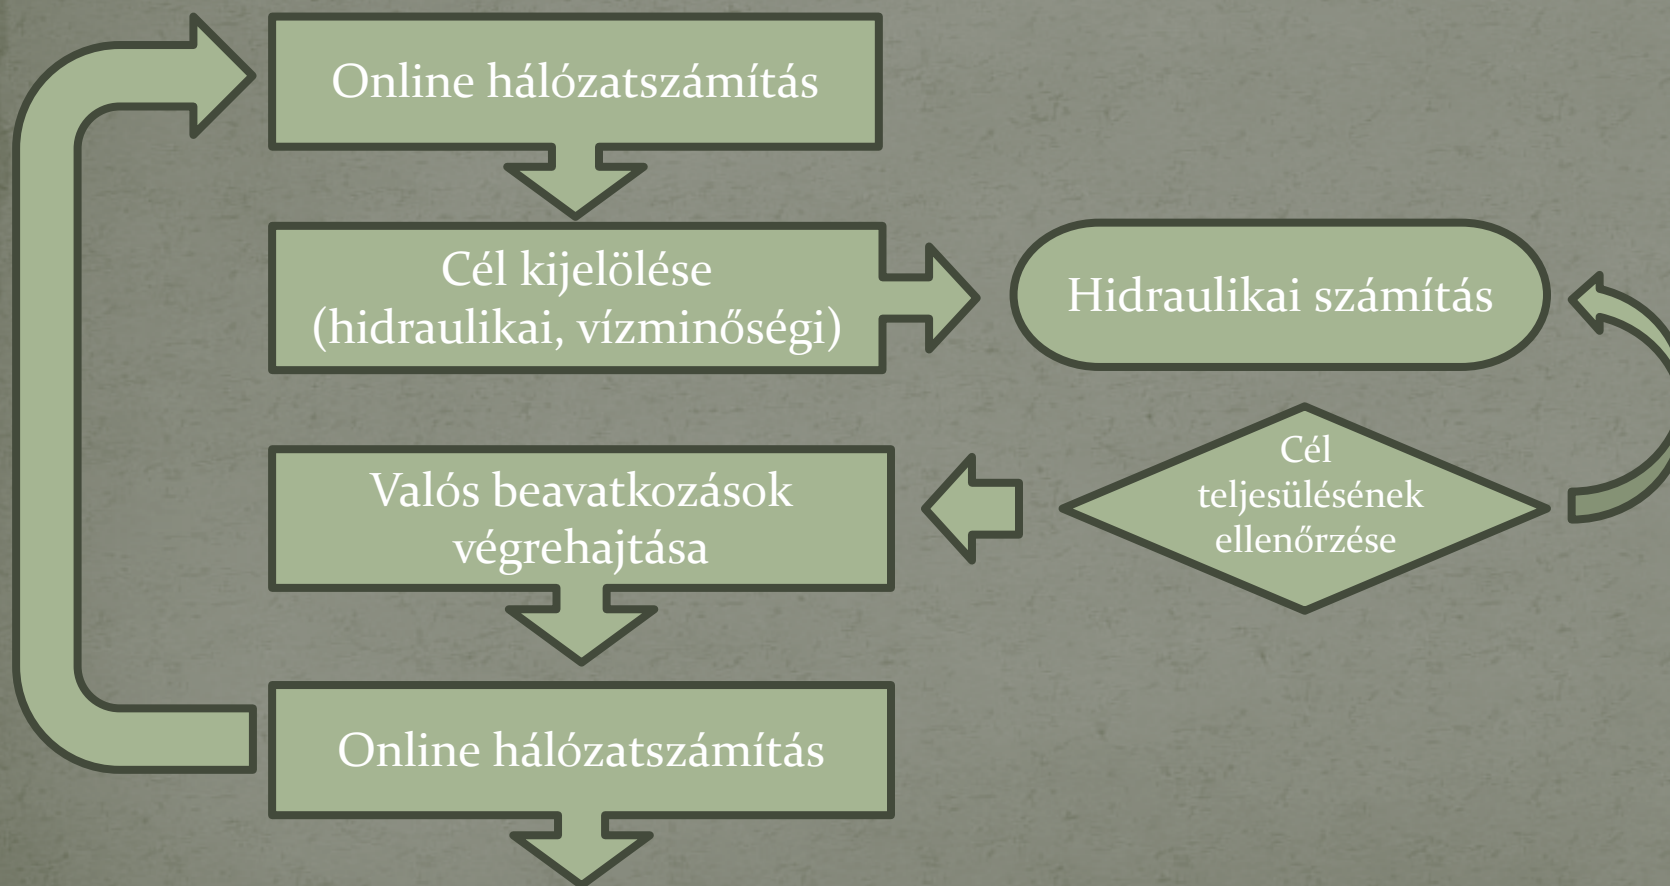 Online hálózatszámítás
Cél kijelölése
(hidraulikai, vízminőségi)
Hidraulikai számítás
Cél
teljesülésének
ellenőrzése
Valós beavatkozások
végrehajtása
Online hálózatszámítás